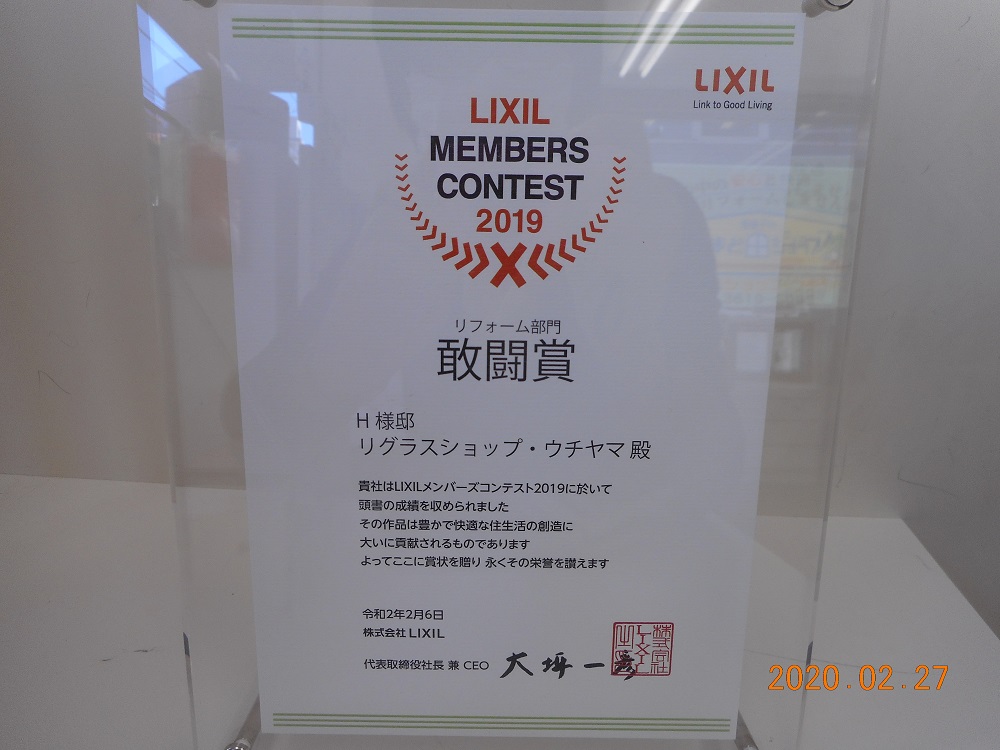 LIXIL
Link to Good Living
LIXIL
MEMBERS
CONTEST
2019
リフォーム部門
敢闘賞
H 様邸
リグラスショップ・ウチヤマ 殿
貴社はLIXILメンバーズコンテスト2019に於いて
頭書の成績を収められました
その作品は豊かで快適な住生活の創造に
大いに貢献されるものであります
よってここに賞状を贈り 永くその栄誉を讃えます
令和2年2月6日
株式会社 LIXIL
代表取締役社長 兼 CEO 大坪 一彦
2020.02.27